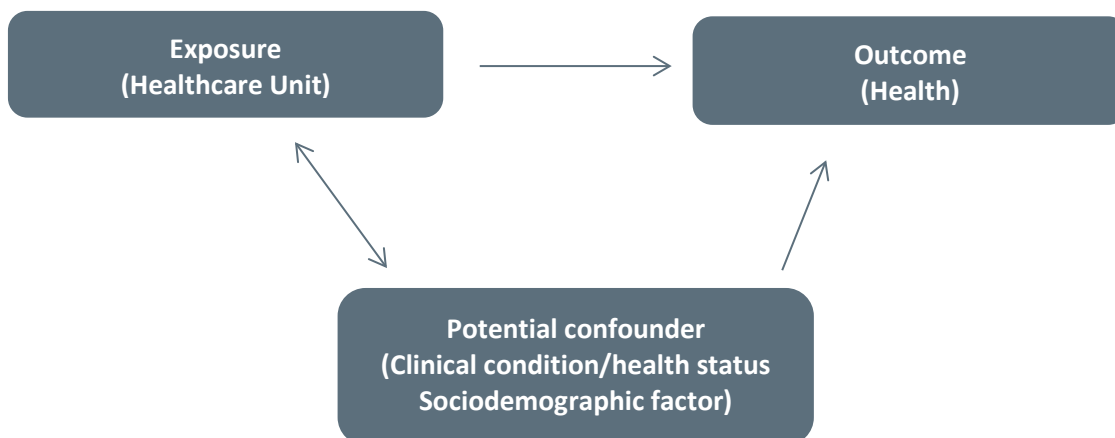 Exposure
(Healthcare Unit)
Outcome
(Health)
Potential confounder
(Clinical condition/health status
Sociodemographic factor)